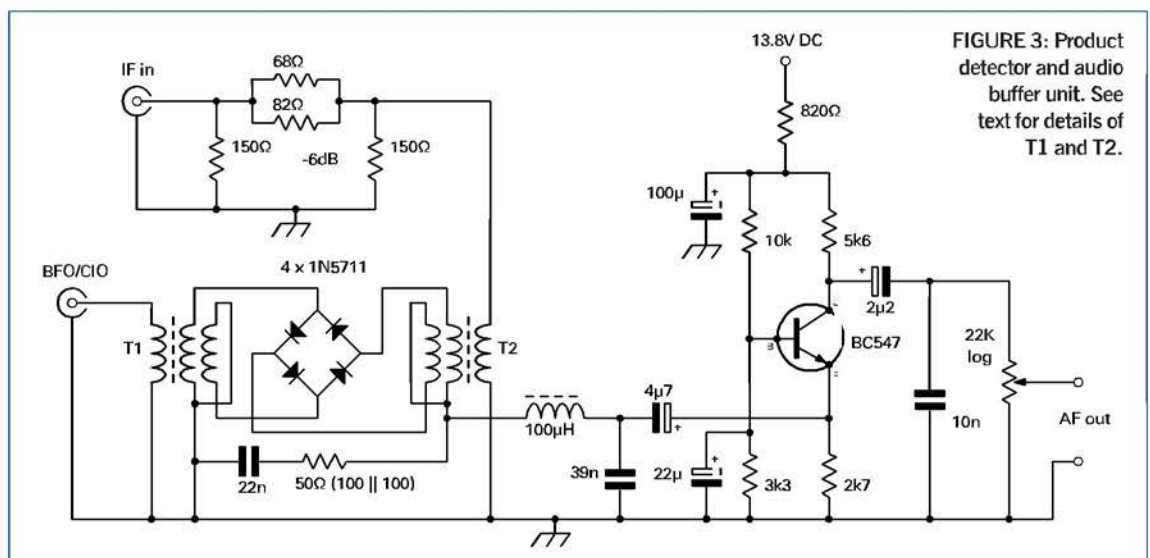 FIGURE 3: Product
detector and audio
buffer unit. See
text for details of
T1 and T2.
13.8V DC
820Ω
IF in
68Ω
82Ω
150Ω
-6dB
150Ω
100µ
+
10k
5k6
BFO/CIO
4 x 1N5711
T1
T2
+
2µ2
BC547
22K
log
4µ7
+
100µH
10n
AF out
22n
50Ω (100 || 100)
39n
22µ
+
3k3
2k7